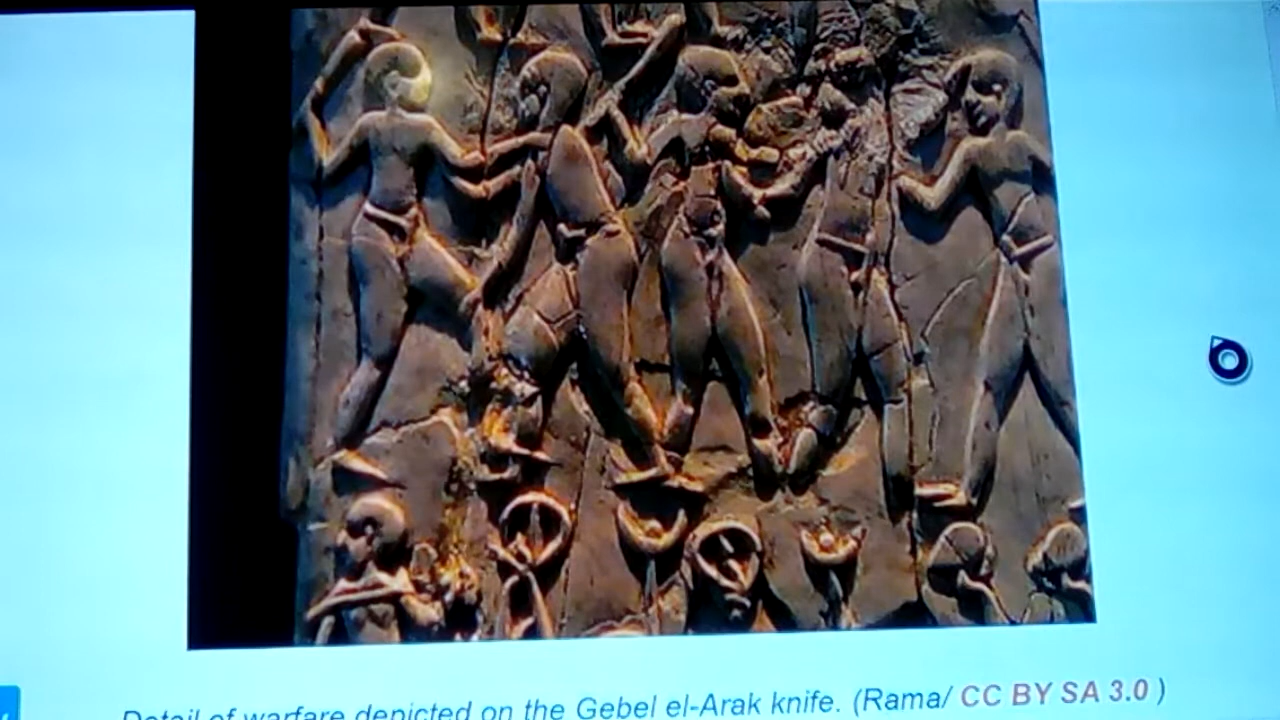 Detail of warfare depicted on the Gebel el-Arak knife. (Rama/ CC BY SA 3.0 )